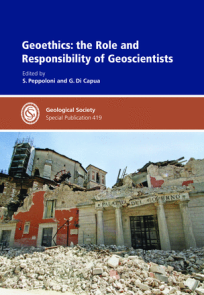 Geoethics: the Role and
Responsibility of Geoscientists
Edited by
S. Peppoloni and G. Di Capua
Geological Society
Special Publication 419